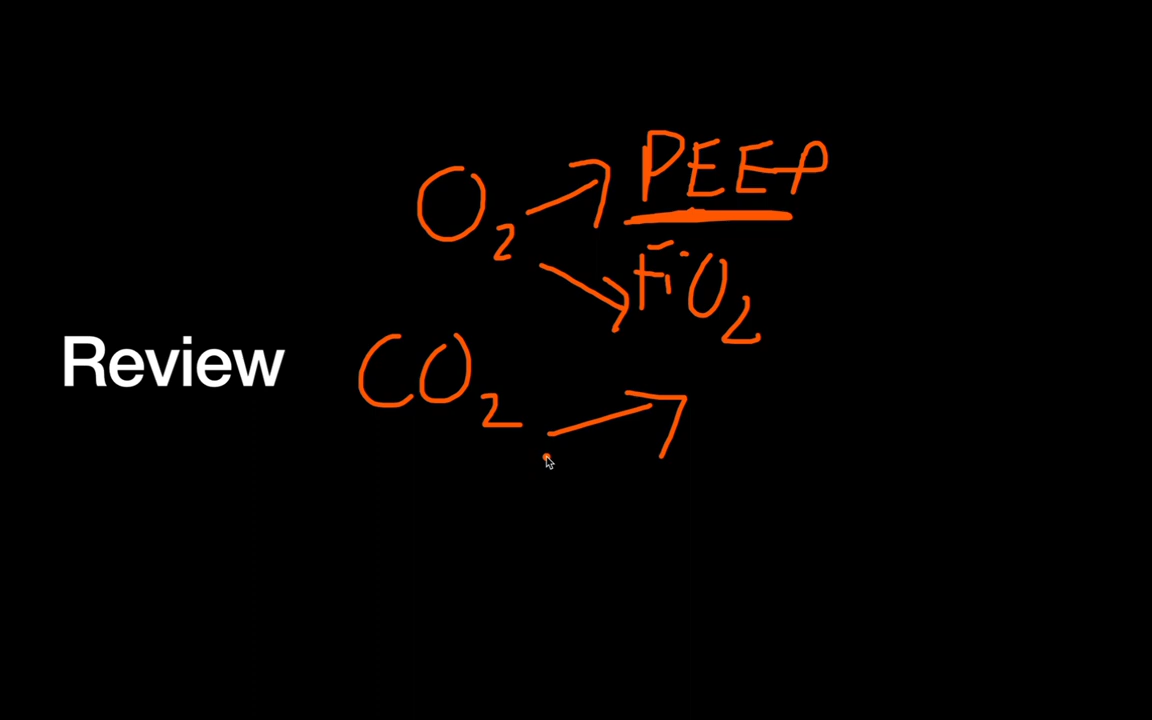 O₂ → PEEP
→ FiO₂
Review
CO₂ →